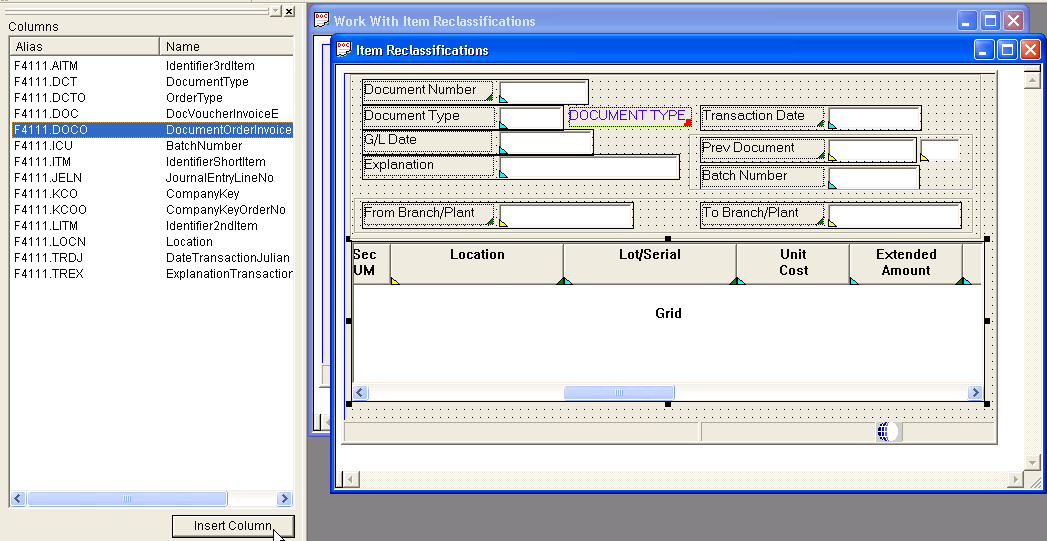 Columns
Alias Name
F4111.AITM Identifier3rdItem
F4111.DCT DocumentType
F4111.DCTO OrderType
F4111.DOC DocVoucherInvoiceE
F4111.DOCO DocumentOrderInvoice
F4111.ICU BatchNumber
F4111.ITM IdentifierShortItem
F4111.JELN JournalEntryLineNo
F4111.KCO CompanyKey
F4111.KCOO CompanyKeyOrderNo
F4111.LITM Identifier2ndItem
F4111.LOCN Location
F4111.TRDJ DateTransactionJulian
F4111.TREX ExplanationTransaction
Insert Column
DOC Work With Item Reclassifications
DOC Item Reclassifications
Document Number
Document Type DOCUMENT TYPE Transaction Date
G/L Date
Prev Document
Explanation
Batch Number
From Branch/Plant To Branch/Plant
Sec UM Location Lot/Serial Unit Cost Extended Amount
Grid